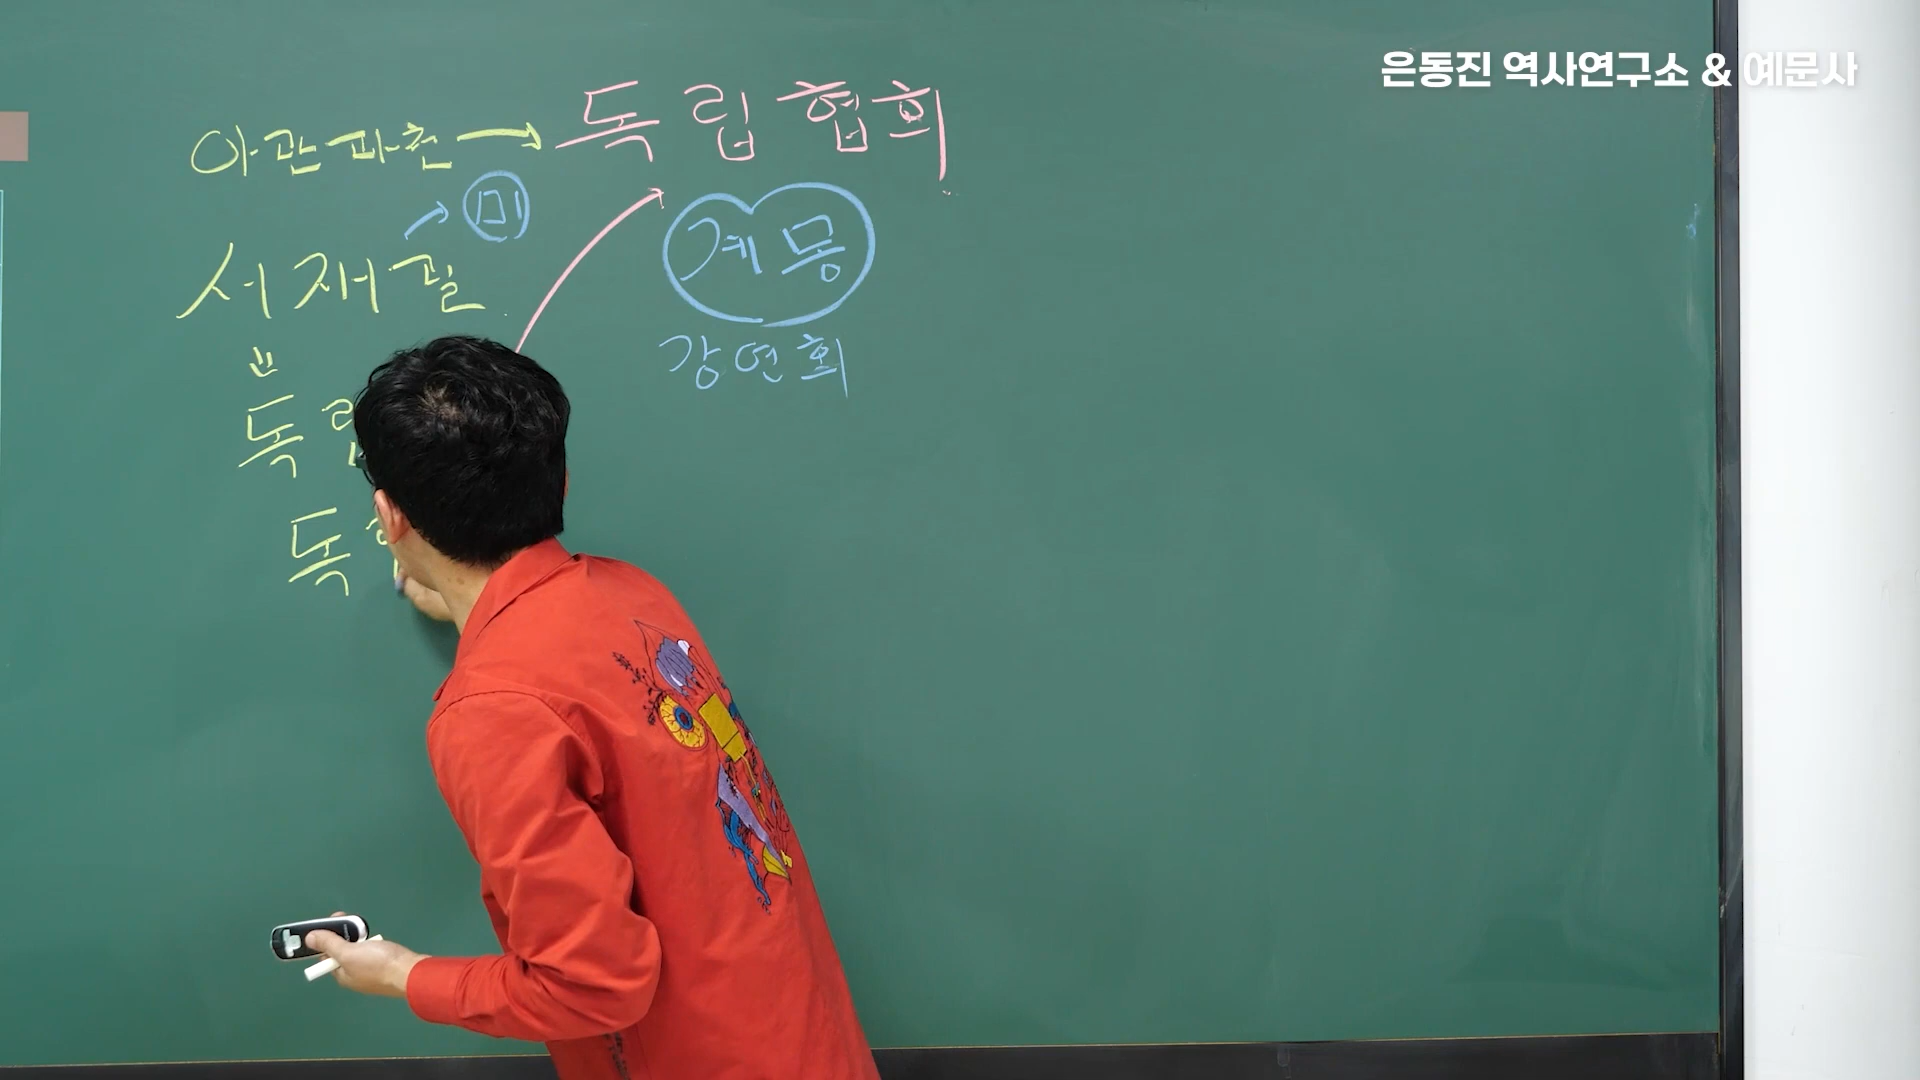 은동진 역사연구소 & 예문사
아관파천 → 독립협회
미
서재필
계몽
강연회
독립
독